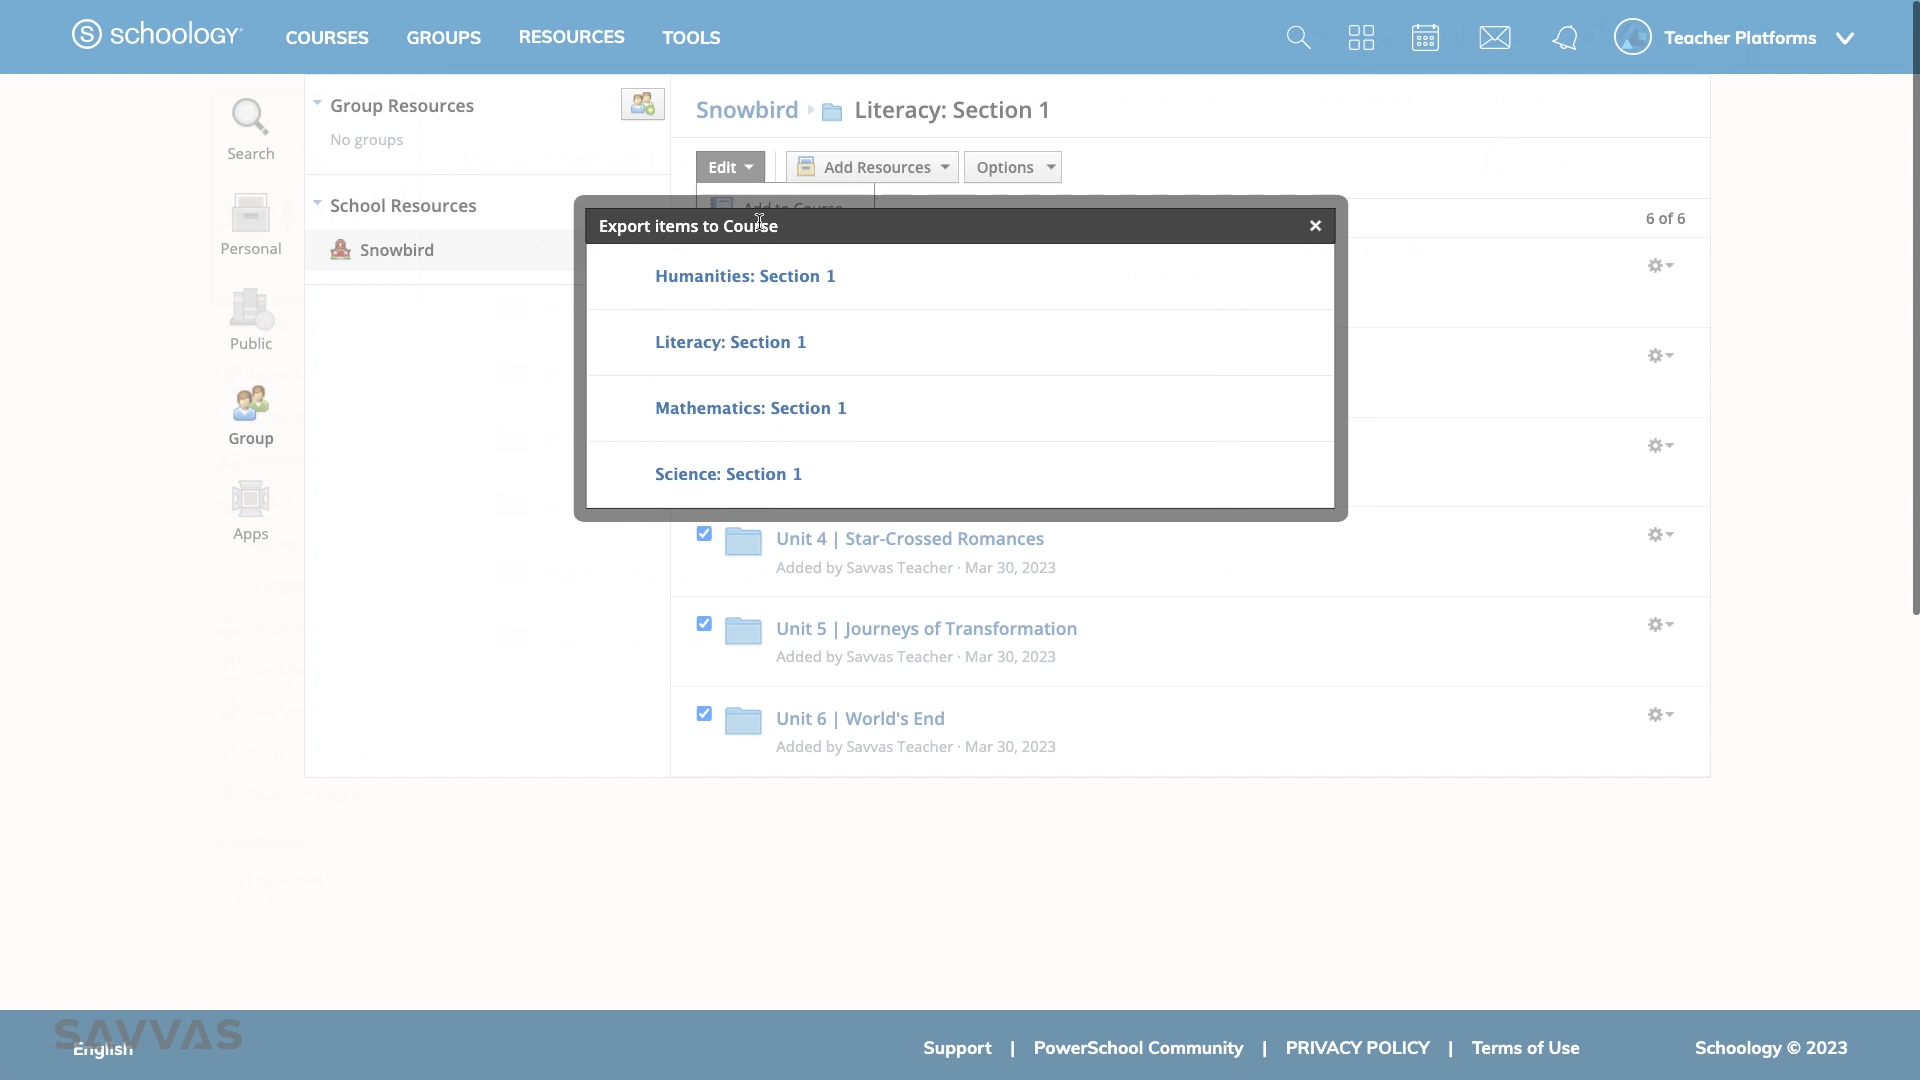 schoology
COURSES
GROUPS
RESOURCES
TOOLS
Teacher Platforms
Search
Personal
Public
Group
Apps
Group Resources
No groups
School Resources
Snowbird
Snowbird
Literacy: Section 1
Edit
Add Resources
Options
Add to Course
6 of 6
Export items to Course
×
Humanities: Section 1
Literacy: Section 1
Mathematics: Section 1
Science: Section 1
Unit 4 | Star-Crossed Romances
Added by Savvas Teacher · Mar 30, 2023
Unit 5 | Journeys of Transformation
Added by Savvas Teacher · Mar 30, 2023
Unit 6 | World's End
Added by Savvas Teacher · Mar 30, 2023
SAVVAS
English
Support | PowerSchool Community | PRIVACY POLICY | Terms of Use
Schoology © 2023